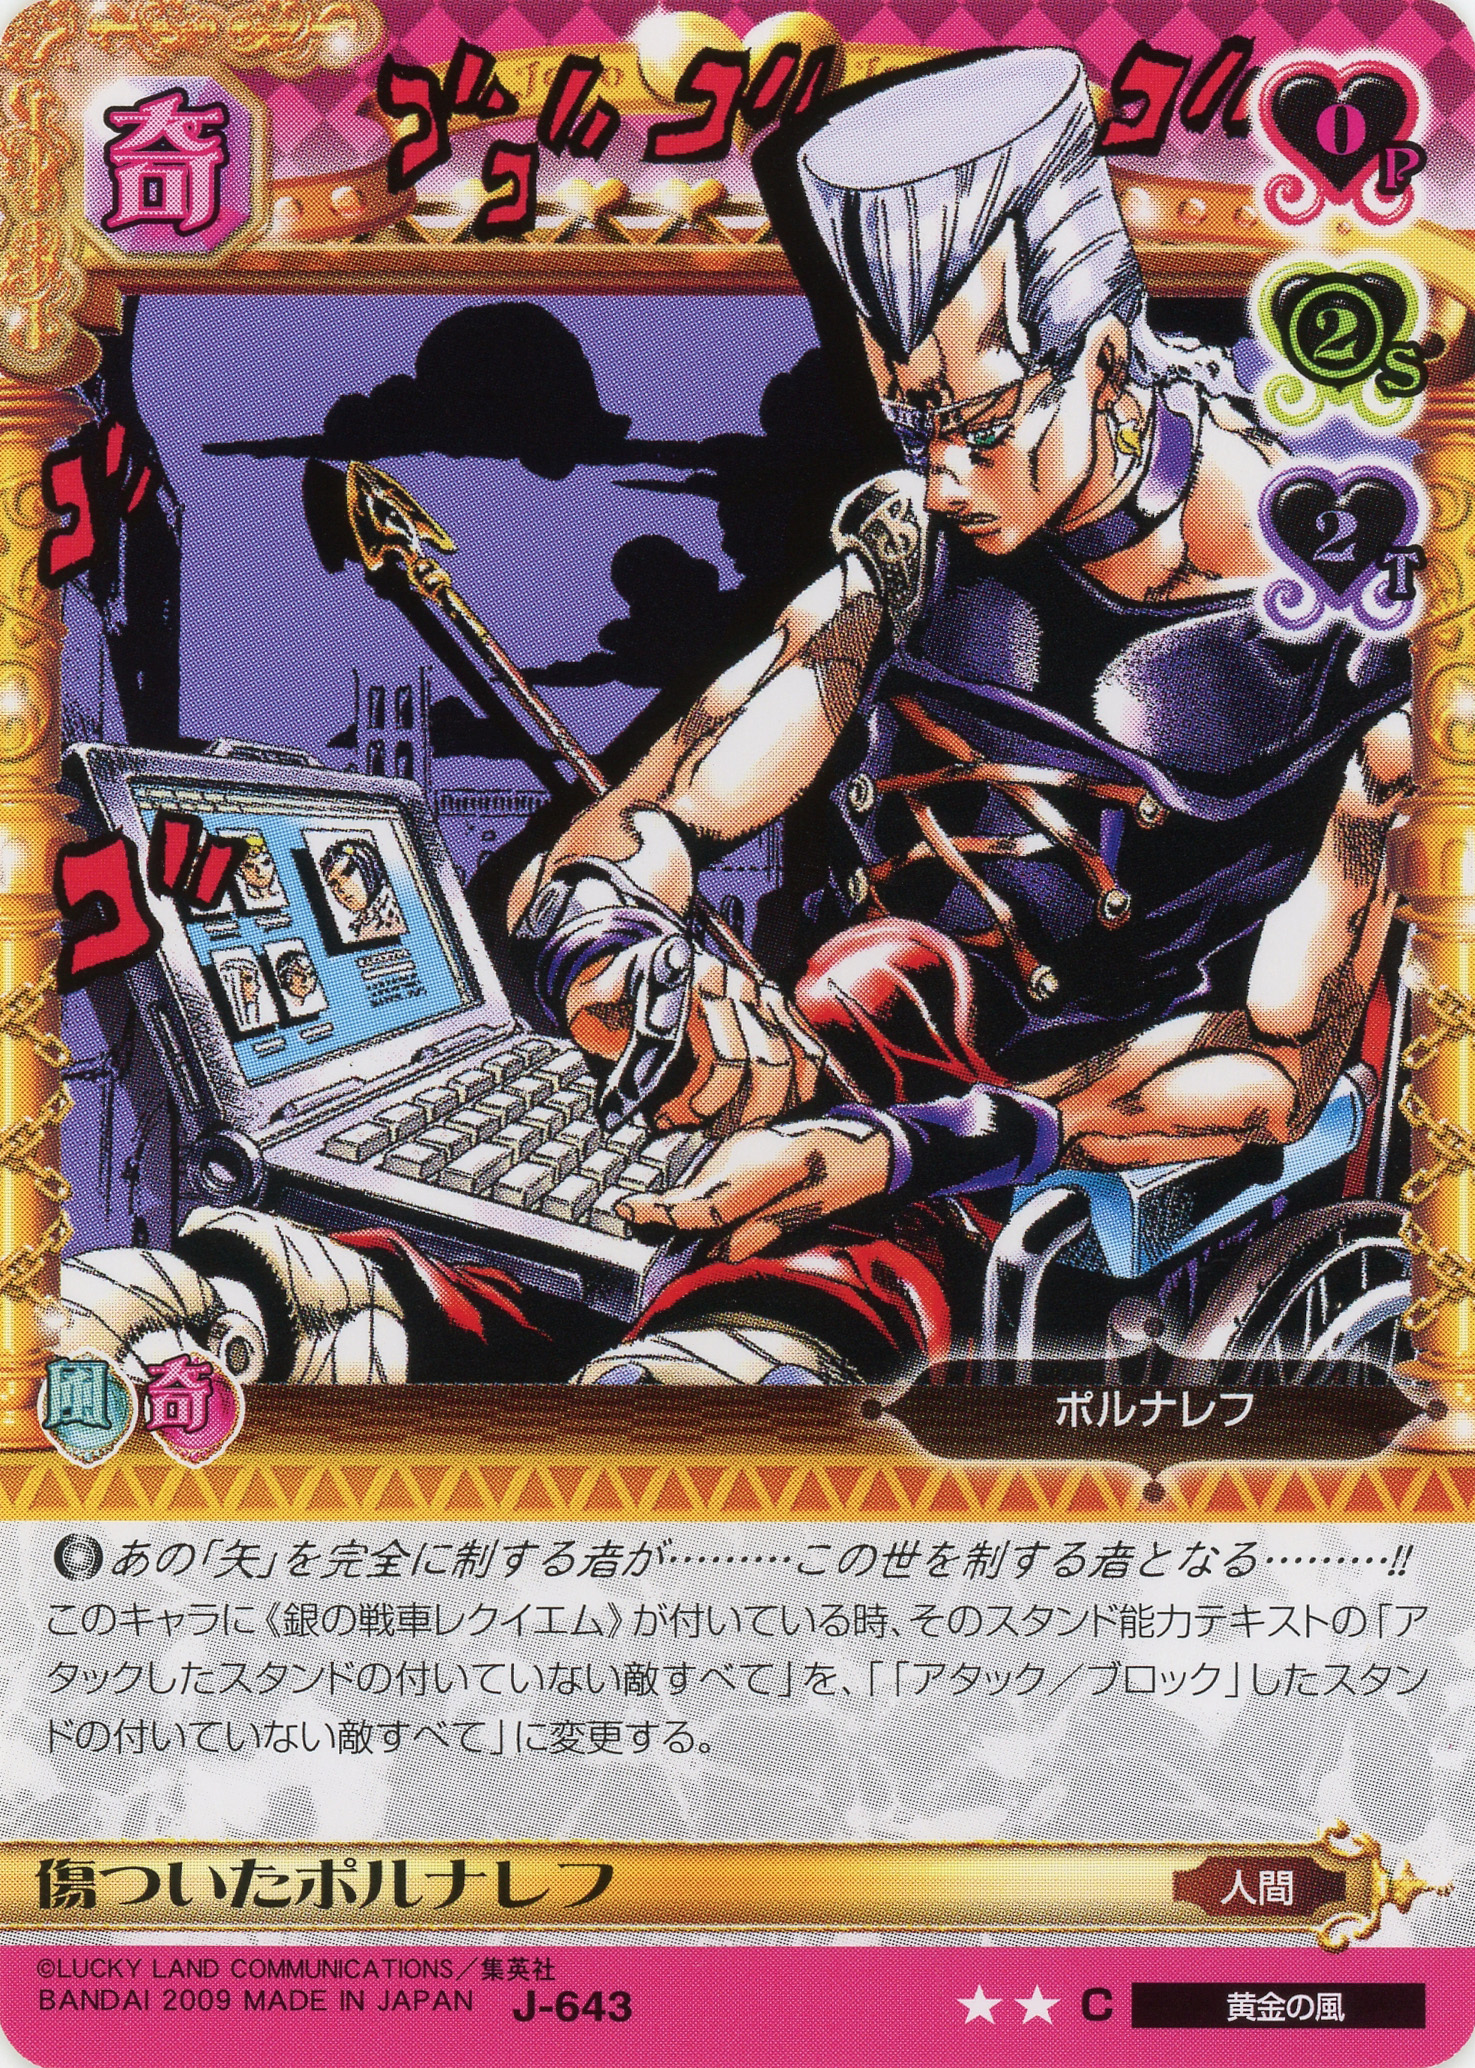 奇
ゴゴゴゴ
0 P
2 S
2 T
ゴ
ゴ
風 奇
ポルナレフ
◎あの「矢」を完全に制する者が………この世を制する者となる………!!
このキャラに《銀の戦車レクイエム》が付いている時、そのスタンド能力テキストの「ア
タックしたスタンドの付いていない敵すべて」を、「「アタック／ブロック」したスタン
ドの付いていない敵すべて」に変更する。
傷ついたポルナレフ
人間
©LUCKY LAND COMMUNICATIONS／集英社
BANDAI 2009 MADE IN JAPAN J-643
★★ C 黄金の風